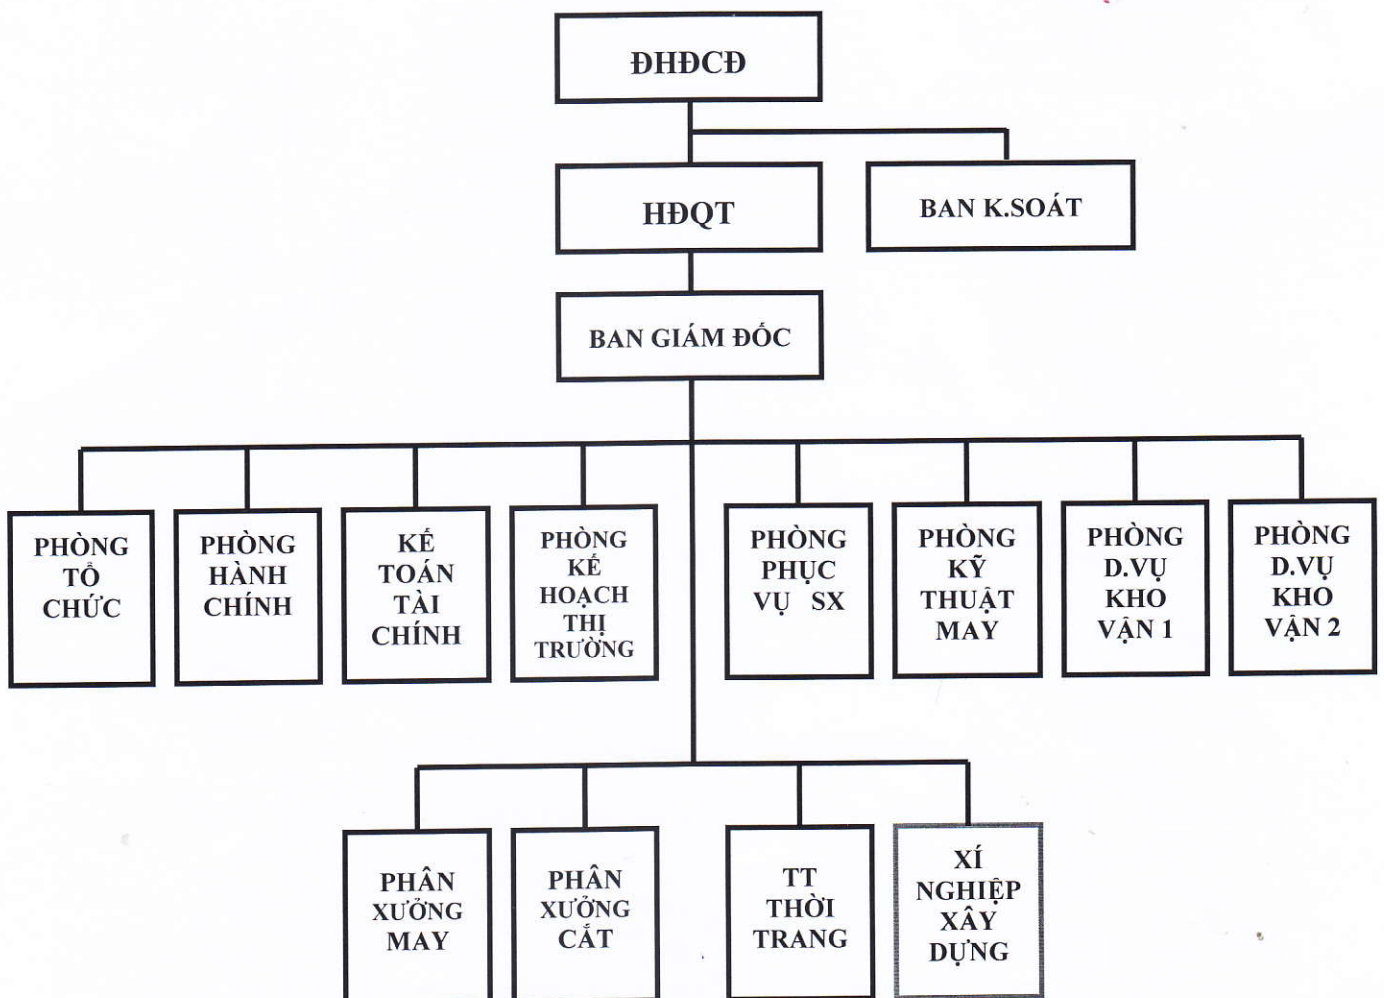 ĐHĐCĐ
HĐQT
BAN K.SOÁT
BAN GIÁM ĐỐC
PHÒNG
TỔ
CHỨC
PHÒNG
HÀNH
CHÍNH
KẾ
TOÁN
TÀI
CHÍNH
PHÒNG
KẾ
HOẠCH
THỊ
TRƯỜNG
PHÒNG
PHỤC
VỤ SX
PHÒNG
KỸ
THUẬT
MAY
PHÒNG
D.VỤ
KHO
VẬN 1
PHÒNG
D.VỤ
KHO
VẬN 2
PHÂN
XƯỞNG
MAY
PHÂN
XƯỞNG
CẮT
TT
THỜI
TRANG
XÍ
NGHIỆP
XÂY
DỰNG